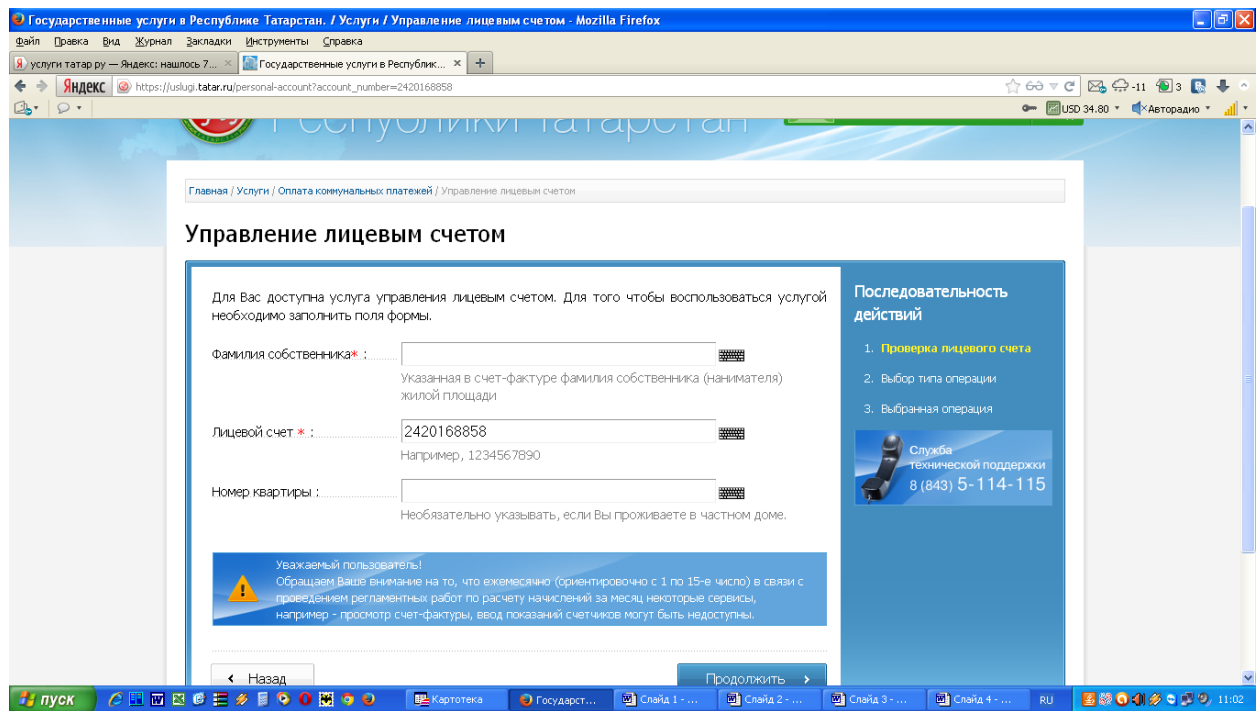 Государственные услуги в Республике Татарстан. / Услуги / Управление лицевым счетом - Mozilla Firefox
Файл Правка Вид Журнал Закладки Инструменты Справка
услуги татар ру — Яндекс: нашлось 7...
Государственные услуги в Республик...
Яндекс https://uslugi.tatar.ru/personal-account?account_number=2420168858
-11 3
USD 34.80 Авторадио
Республики Татарстан
Главная / Услуги / Оплата коммунальных платежей / Управление лицевым счетом
Управление лицевым счетом
Для Вас доступна услуга управления лицевым счетом. Для того чтобы воспользоваться услугой
необходимо заполнить поля формы.
Фамилия собственника* :
Указанная в счет-фактуре фамилия собственника (нанимателя)
жилой площади
Лицевой счет * : 2420168858
Например, 1234567890
Номер квартиры :
Необязательно указывать, если Вы проживаете в частном доме.
Уважаемый пользователь!
Обращаем Ваше внимание на то, что ежемесячно (ориентировочно с 1 по 15-е число) в связи с
проведением регламентных работ по расчету начислений за месяц некоторые сервисы,
например - просмотр счет-фактуры, ввод показаний счетчиков могут быть недоступны.
Назад
Продолжить
Последовательность
действий
1. Проверка лицевого счета
2. Выбор типа операции
3. Выбранная операция
Служба
технической поддержки
8 (843) 5-114-115
пуск
Картотека
Государст...
Слайд 1 - ...
Слайд 2 - ...
Слайд 3 - ...
Слайд 4 - ...
RU
11:02